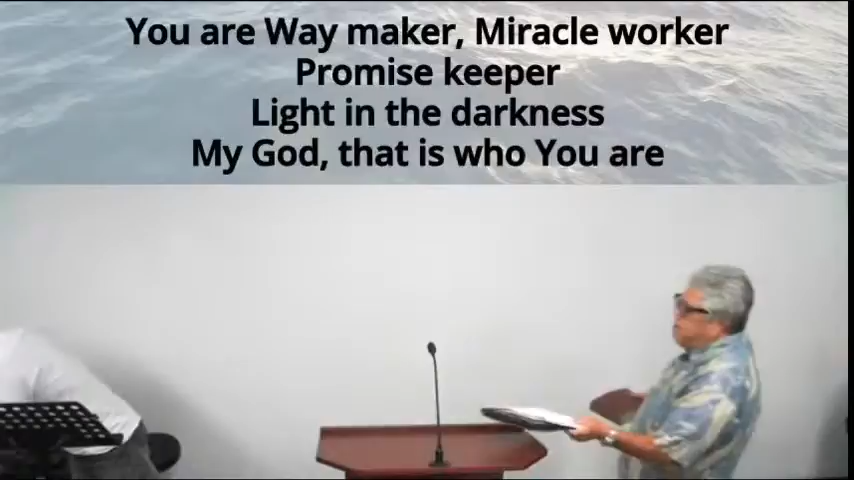 You are Way maker, Miracle worker
Promise keeper
Light in the darkness
My God, that is who You are